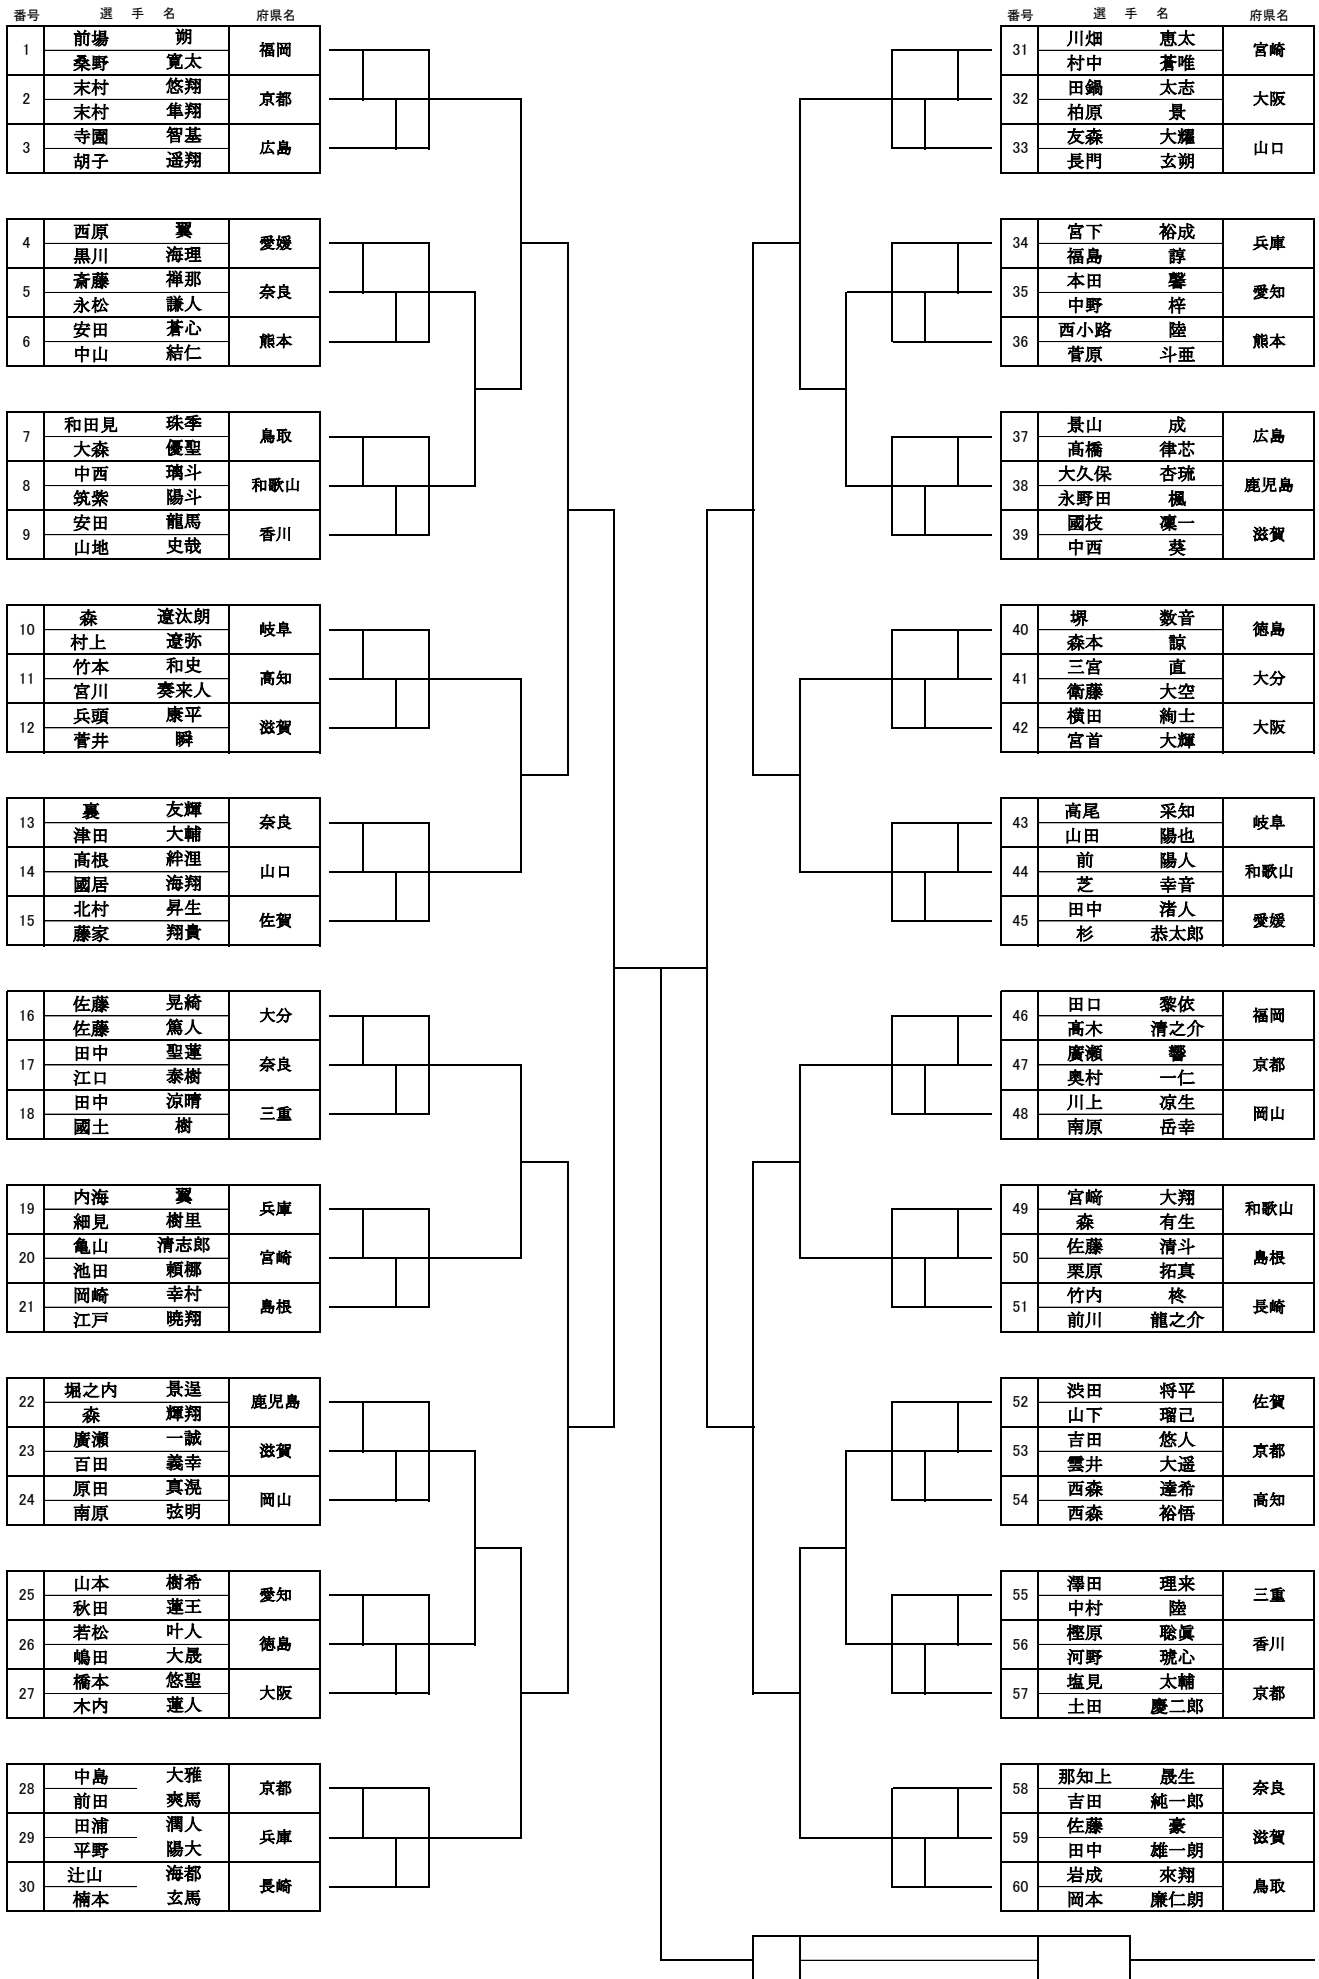 番号 選手名 府県名
1 前場 朔 福岡
桑野 寛太
2 末村 悠翔 京都
末村 隼翔
3 寺園 智基 広島
胡子 遥翔
4 西原 翼 愛媛
黒川 海理
5 斎藤 禅那 奈良
永松 謙人
6 安田 蒼心 熊本
中山 結仁
7 和田見 珠季 鳥取
大森 優聖
8 中西 璃斗 和歌山
筑紫 陽斗
9 安田 龍馬 香川
山地 史哉
10 森 遼汰朗 岐阜
村上 遼弥
11 竹本 和史 高知
宮川 奏来人
12 兵頭 康平 滋賀
菅井 瞬
13 裏 友輝 奈良
津田 大輔
14 髙根 絆浬 山口
國居 海翔
15 北村 昇生 佐賀
藤家 翔貴
16 佐藤 晃綺 大分
佐藤 篤人
17 田中 聖蓮 奈良
江口 泰樹
18 田中 涼晴 三重
國土 樹
19 内海 翼 兵庫
細見 樹里
20 亀山 清志郎 宮崎
池田 頼梛
21 岡崎 幸村 島根
江戸 暁翔
22 堀之内 景逞 鹿児島
森 輝翔
23 廣瀬 一誠 滋賀
百田 義幸
24 原田 真滉 岡山
南原 弦明
25 山本 樹希 愛知
秋田 蓮王
26 若松 叶人 徳島
嶋田 大晟
27 橋本 悠聖 大阪
木内 蓮人
28 中島 大雅 京都
前田 爽馬
29 田浦 潤人 兵庫
平野 陽大
30 辻山 海都 長崎
楠本 玄馬
番号 選手名 府県名
31 川畑 恵太 宮崎
村中 蒼唯
32 田鍋 太志 大阪
柏原 景
33 友森 大耀 山口
長門 玄朔
34 宮下 裕成 兵庫
福島 諄
35 本田 馨 愛知
中野 梓
36 西小路 陸 熊本
菅原 斗亜
37 景山 成 広島
髙橋 律芯
38 大久保 杏琉 鹿児島
永野田 楓
39 國枝 凜一 滋賀
中西 葵
40 堺 数音 徳島
森本 諒
41 三宮 直 大分
衛藤 大空
42 横田 絢士 大阪
宮首 大輝
43 高尾 采知 岐阜
山田 陽也
44 前 陽人 和歌山
芝 幸音
45 田中 渚人 愛媛
杉 恭太郎
46 田口 黎依 福岡
髙木 清之介
47 廣瀬 響 京都
奥村 一仁
48 川上 凉生 岡山
南原 岳幸
49 宮﨑 大翔 和歌山
森 有生
50 佐藤 清斗 島根
栗原 拓真
51 竹内 柊 長崎
前川 龍之介
52 渋田 将平 佐賀
山下 瑠己
53 吉田 悠人 京都
雲井 大遥
54 西森 達希 高知
西森 裕悟
55 澤田 理来 三重
中村 陸
56 樫原 聡眞 香川
河野 琥心
57 塩見 太輔 京都
土田 慶二郎
58 那知上 晟生 奈良
吉田 純一郎
59 佐藤 豪 滋賀
田中 雄一朗
60 岩成 來翔 鳥取
岡本 廉仁朗